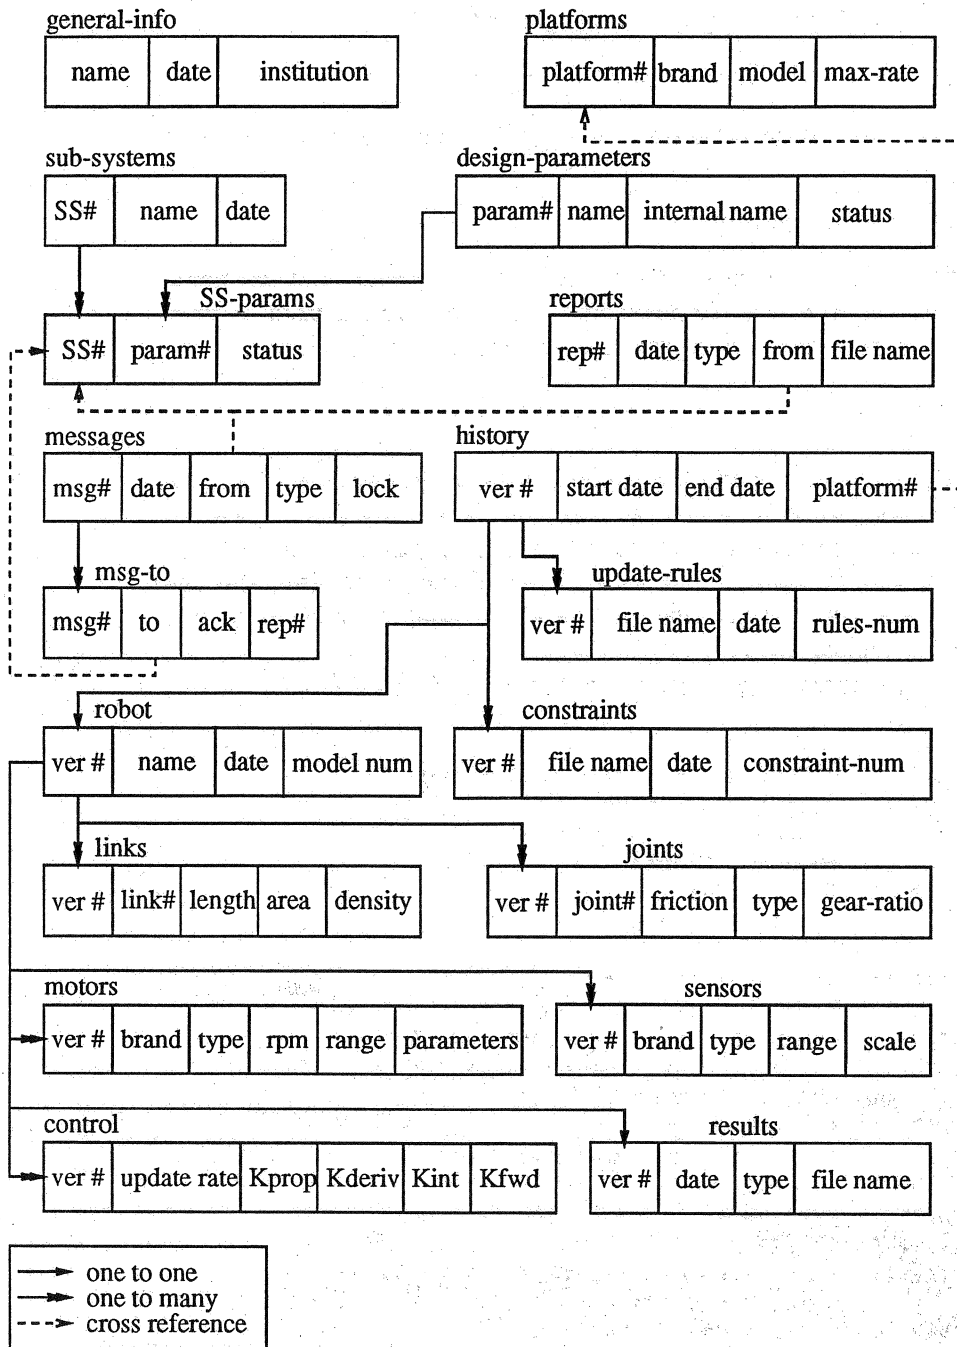 general-info platforms
name date institution platform# brand model max-rate
sub-systems design-parameters
SS# name date param# name internal name status
SS-params reports
SS# param# status rep# date type from file name
messages history
msg# date from type lock ver # start date end date platform#
msg-to update-rules
msg# to ack rep# ver # file name date rules-num
robot constraints
ver # name date model num ver # file name date constraint-num
links joints
ver # link# length area density ver # joint# friction type gear-ratio
motors sensors
ver # brand type rpm range parameters ver # brand type range scale
control results
ver # update rate Kprop Kderiv Kint Kfwd ver # date type file name
one to one
one to many
cross reference